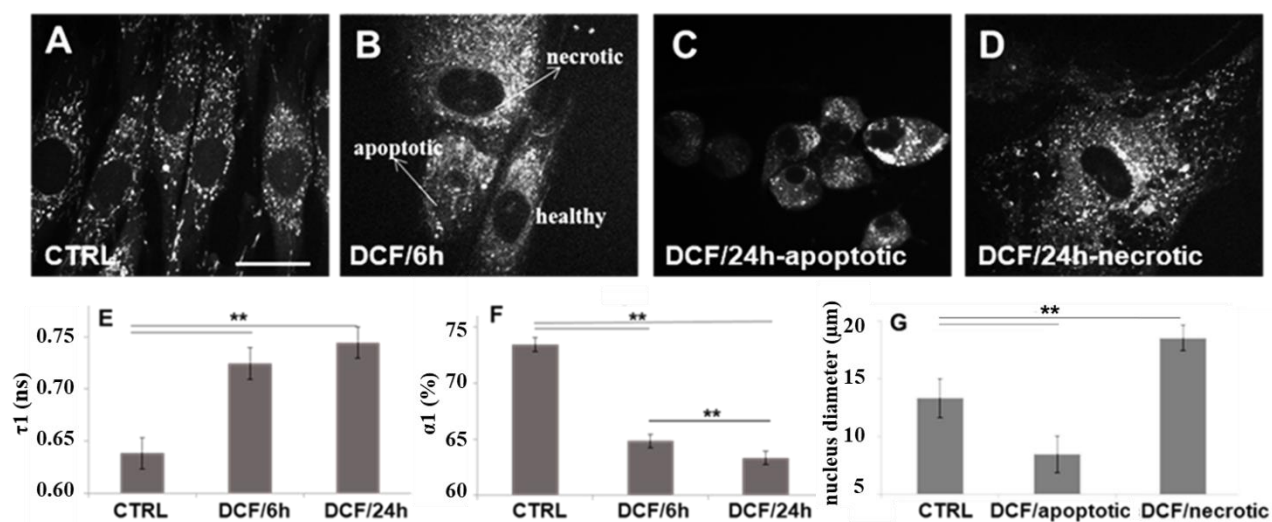 A
CTRL
B
necrotic
apoptotic
healthy
DCF/6h
C
DCF/24h-apoptotic
D
DCF/24h-necrotic
E
**
τ1 (ns)
0.75
0.70
0.65
0.60
CTRL DCF/6h DCF/24h
F
**
**
α1 (%)
75
70
65
60
CTRL DCF/6h DCF/24h
G
**
nucleus diameter (μm)
20
15
10
5
CTRL DCF/apoptotic DCF/necrotic